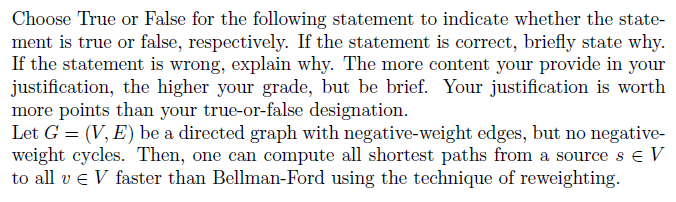 Choose True or False for the following statement to indicate whether the state-
ment is true or false, respectively. If the statement is correct, briefly state why.
If the statement is wrong, explain why. The more content your provide in your
justification, the higher your grade, but be brief. Your justification is worth
more points than your true-or-false designation.
Let G = (V, E) be a directed graph with negative-weight edges, but no negative-
weight cycles. Then, one can compute all shortest paths from a source s ∈ V
to all v ∈ V faster than Bellman-Ford using the technique of reweighting.